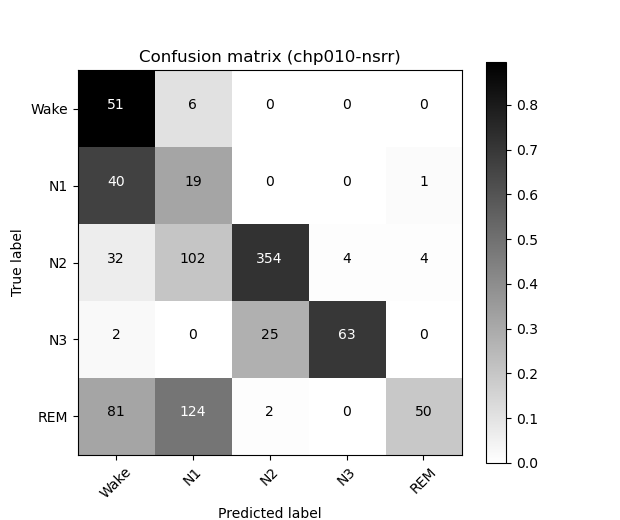 Confusion matrix (chp010-nsrr)
True label
Wake 51 6 0 0 0
N1 40 19 0 0 1
N2 32 102 354 4 4
N3 2 0 25 63 0
REM 81 124 2 0 50
Wake N1 N2 N3 REM
Predicted label
0.8
0.7
0.6
0.5
0.4
0.3
0.2
0.1
0.0